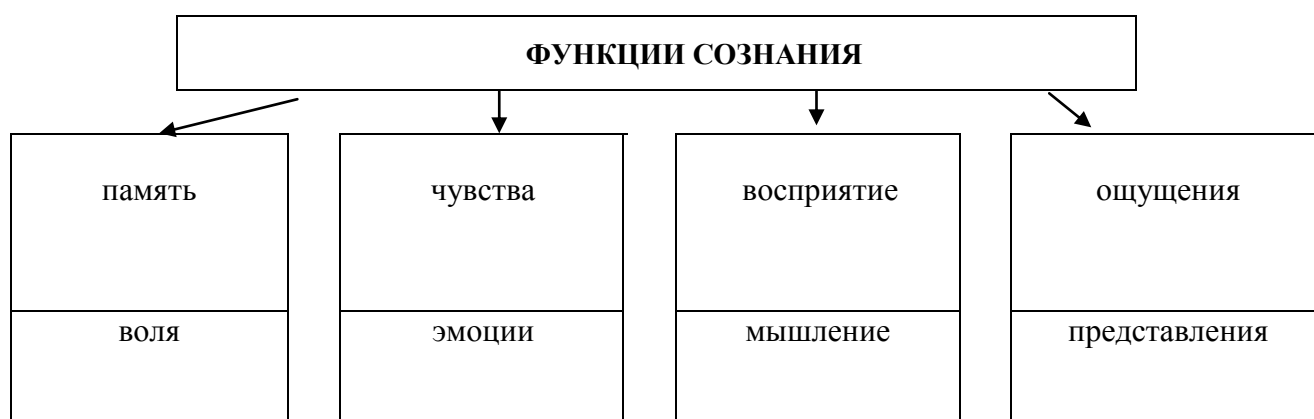 ФУНКЦИИ СОЗНАНИЯ
память
чувства
восприятие
ощущения
воля
эмоции
мышление
представления